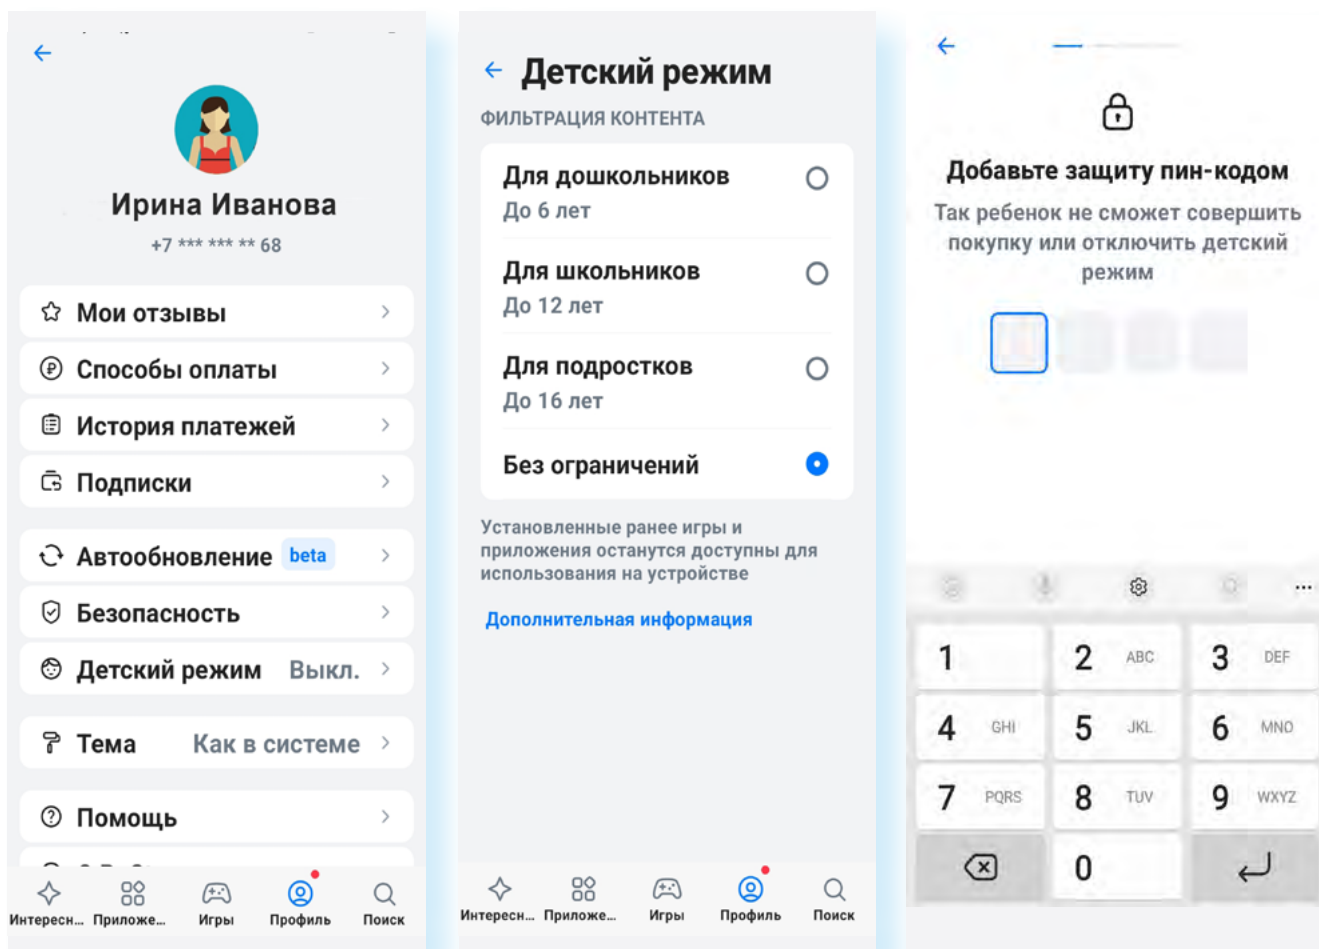 Ирина Иванова
+7 *** *** ** 68
Мои отзывы
Способы оплаты
История платежей
Подписки
Автообновление beta
Безопасность
Детский режим Выкл.
Тема Как в системе
Помощь
Интересн... Приложе... Игры Профиль Поиск
Детский режим
ФИЛЬТРАЦИЯ КОНТЕНТА
Для дошкольников
До 6 лет
Для школьников
До 12 лет
Для подростков
До 16 лет
Без ограничений
Установленные ранее игры и
приложения останутся доступны для
использования на устройстве
Дополнительная информация
Интересн... Приложе... Игры Профиль Поиск
Добавьте защиту пин-кодом
Так ребенок не сможет совершить
покупку или отключить детский
режим
1 2 ABC 3 DEF
4 GHI 5 JKL 6 MNO
7 PQRS 8 TUV 9 WXYZ
0